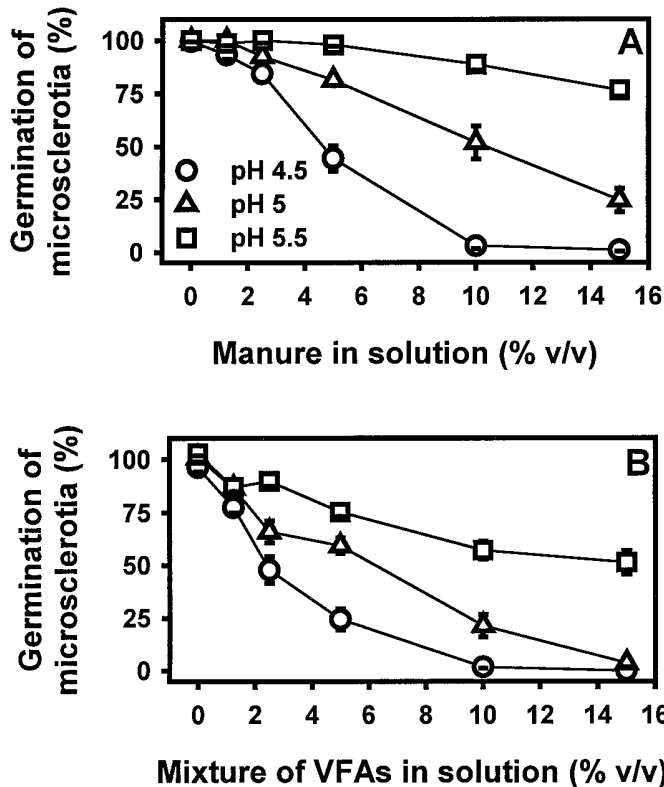 A
Germination of
microsclerotia (%)
100
75
50
25
0
pH 4.5
pH 5
pH 5.5
0 2 4 6 8 10 12 14 16
Manure in solution (% v/v)
B
Germination of
microsclerotia (%)
100
75
50
25
0
0 2 4 6 8 10 12 14 16
Mixture of VFAs in solution (% v/v)